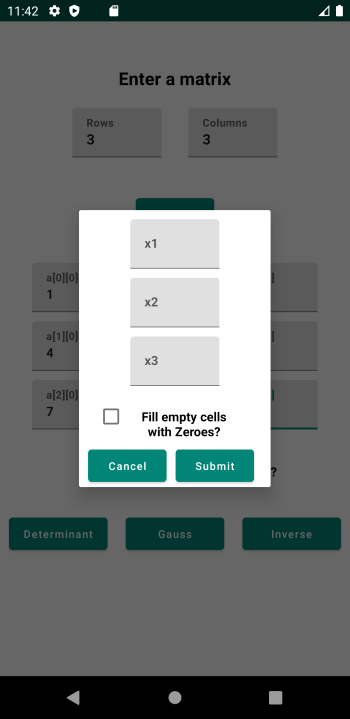 11:42
Enter a matrix
Rows
3
Columns
3
x1
a[0][0]
1
x2
a[1][0]
4
x3
a[2][0]
7
Fill empty cells
with Zeroes?
Cancel
Submit
?
Determinant
Gauss
Inverse